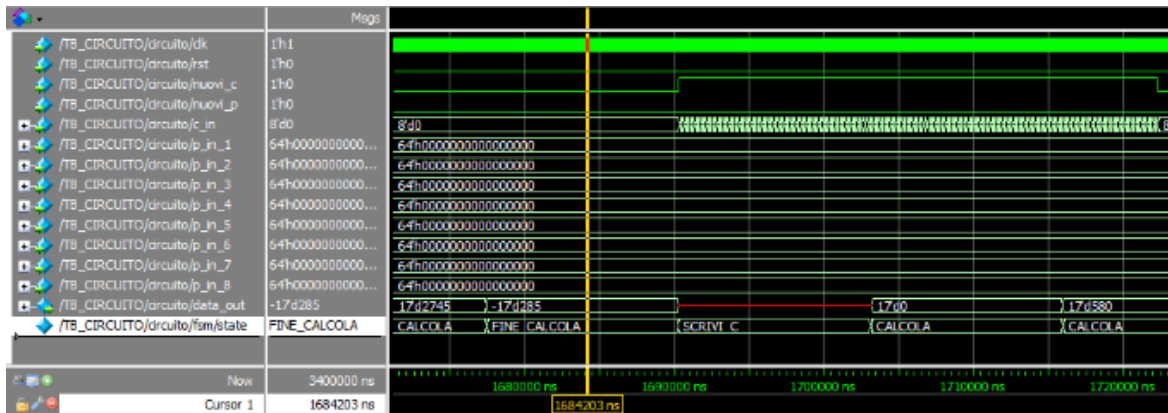 Msgs
/TB_CIRCUITO/circuito/clk 1'h1
/TB_CIRCUITO/circuito/rst 1'h0
/TB_CIRCUITO/circuito/nuovi_c 1'h0
/TB_CIRCUITO/circuito/nuovi_p 1'h0
/TB_CIRCUITO/circuito/c_in 8'd0 8'd0
/TB_CIRCUITO/circuito/p_in_1 64'h0000000000... 64'h0000000000000000
/TB_CIRCUITO/circuito/p_in_2 64'h0000000000... 64'h0000000000000000
/TB_CIRCUITO/circuito/p_in_3 64'h0000000000... 64'h0000000000000000
/TB_CIRCUITO/circuito/p_in_4 64'h0000000000... 64'h0000000000000000
/TB_CIRCUITO/circuito/p_in_5 64'h0000000000... 64'h0000000000000000
/TB_CIRCUITO/circuito/p_in_6 64'h0000000000... 64'h0000000000000000
/TB_CIRCUITO/circuito/p_in_7 64'h0000000000... 64'h0000000000000000
/TB_CIRCUITO/circuito/p_in_8 64'h0000000000... 64'h0000000000000000
/TB_CIRCUITO/circuito/data_out -17'd285 17'd2745 -17'd285 17'd0 17'd580
/TB_CIRCUITO/circuito/fsm/state FINE_CALCOLA CALCOLA FINE_CALCOLA SCRIVI_C CALCOLA CALCOLA
Now 3400000 ns 1680000 ns 1690000 ns 1700000 ns 1710000 ns 1720000 ns
Cursor 1 1684203 ns 1684203 ns